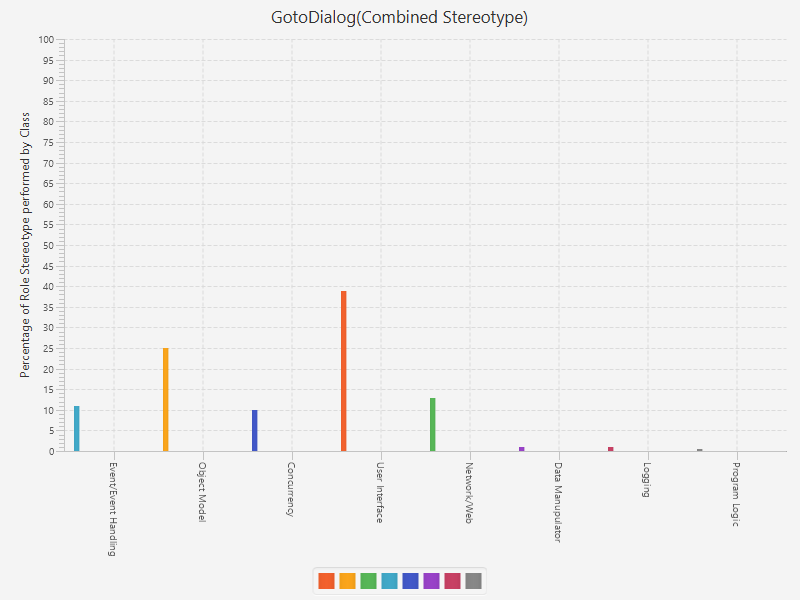 GotoDialog(Combined Stereotype)
Percentage of Role Stereotype performed by Class
100
95
90
85
80
75
70
65
60
55
50
45
40
35
30
25
20
15
10
5
0
Event/Event Handling
Object Model
Concurrency
User Interface
Network/Web
Data Manupulator
Logging
Program Logic